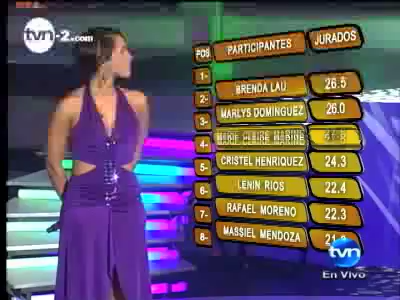 tvn-2.com
POS PARTICIPANTES JURADOS
1- BRENDA LAU 26.5
2- MARLYS DOMINGUEZ 26.0
3-
4-
5- CRISTEL HENRIQUEZ 24.3
6- LENIN RIOS 22.4
7- RAFAEL MORENO 22.3
8- MASSIEL MENDOZA
tvn
En Vivo